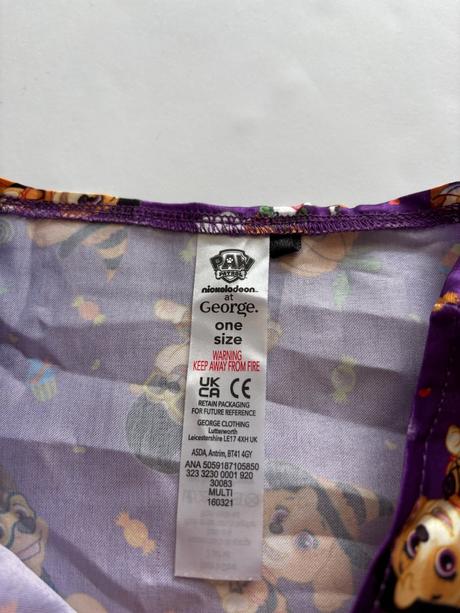 PAW
PATROL
nickelodeon
at
George.
one
size
WARNING
KEEP AWAY FROM FIRE
UK
CA CE
RETAIN PACKAGING
FOR FUTURE REFERENCE
GEORGE CLOTHING
Lutterworth
Leicestershire LE17 4XH UK
ASDA, Antrim, BT41 4GY
ANA 5059187105850
323 3230 0001 920
30083
MULTI
160321